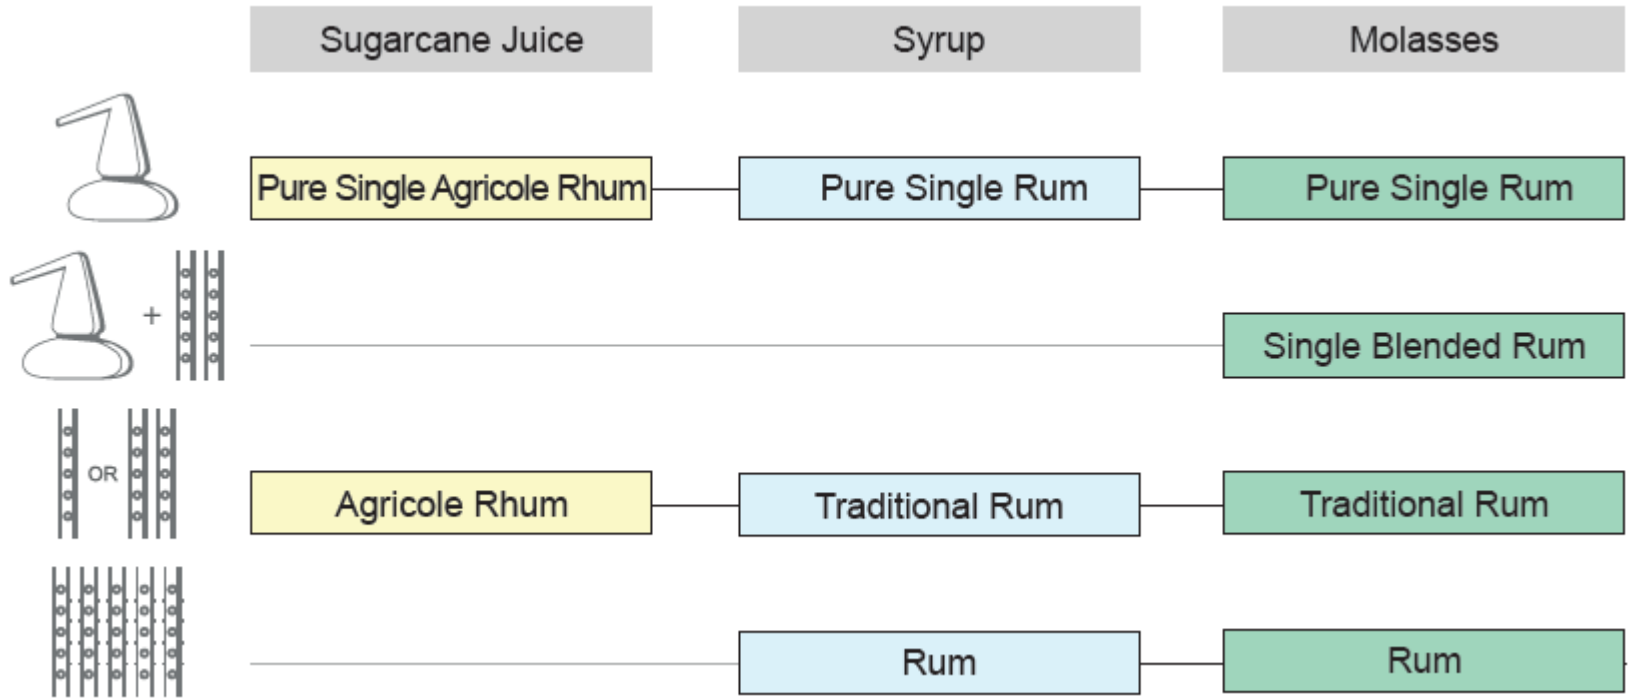 Sugarcane Juice
Syrup
Molasses
Pure Single Agricole Rhum
Pure Single Rum
Pure Single Rum
+
Single Blended Rum
OR
Agricole Rhum
Traditional Rum
Traditional Rum
Rum
Rum